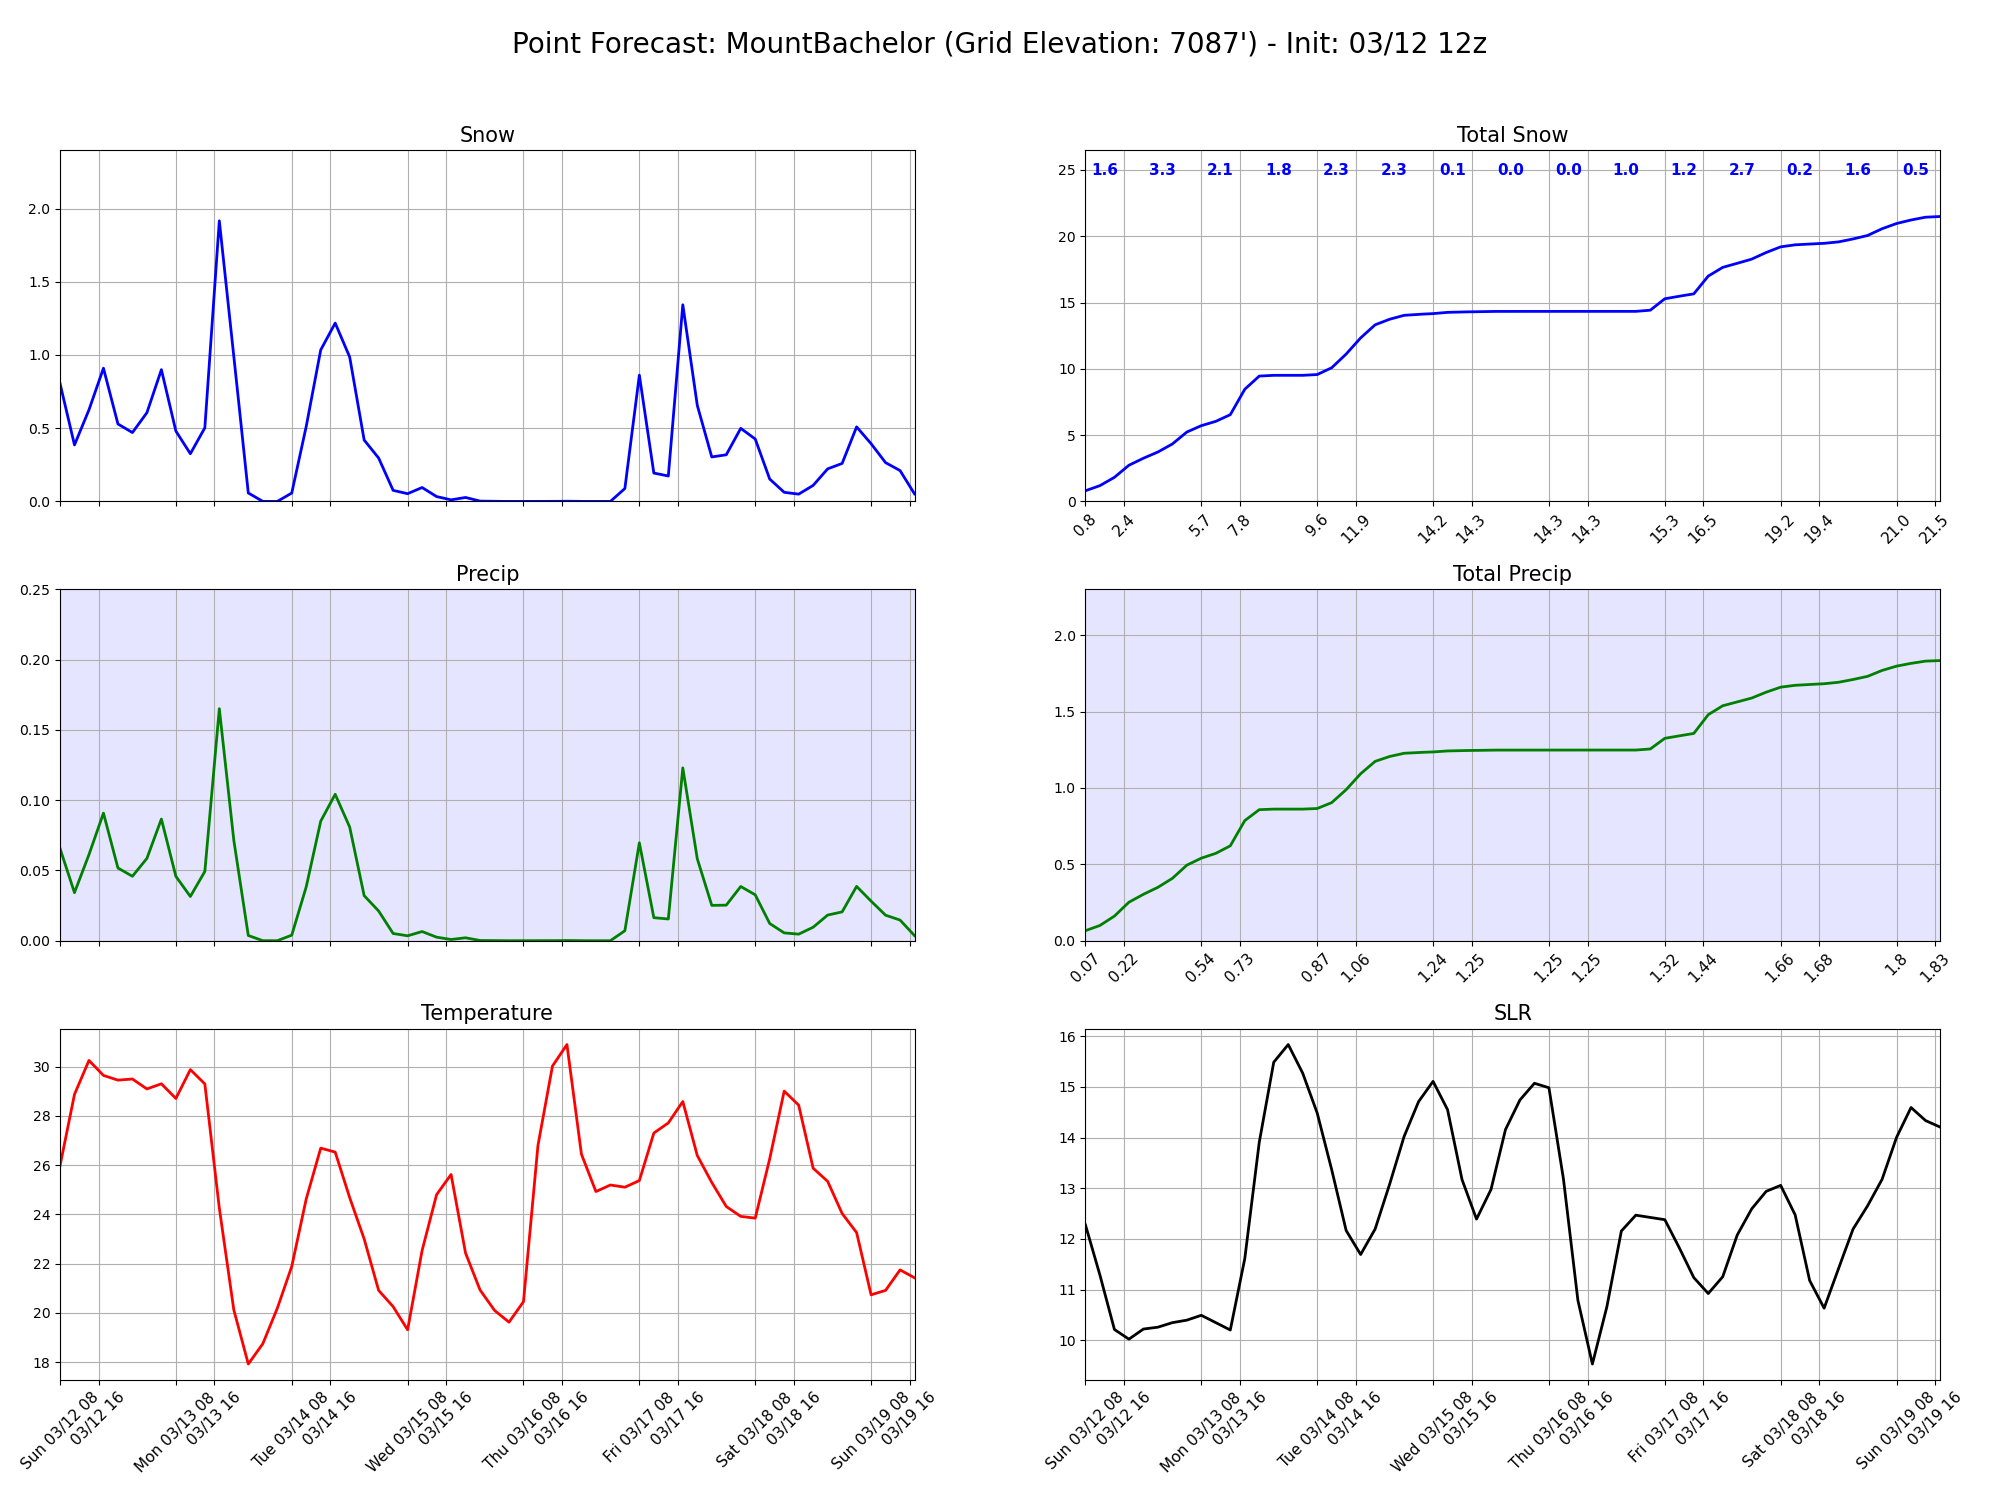 Point Forecast: MountBachelor (Grid Elevation: 7087') - Init: 03/12 12z
Snow
2.0
1.5
1.0
0.5
0.0
Total Snow
1.6 3.3 2.1 1.8 2.3 2.3 0.1 0.0 0.0 1.0 1.2 2.7 0.2 1.6 0.5
25
20
15
10
5
0
0.8 2.4 5.7 7.8 9.6 11.9 14.2 14.3 14.3 14.3 15.3 16.5 19.2 19.4 21.0 21.5
Precip
0.25
0.20
0.15
0.10
0.05
0.00
Total Precip
2.0
1.5
1.0
0.5
0.0
0.07 0.22 0.54 0.73 0.87 1.06 1.24 1.25 1.25 1.25 1.32 1.44 1.66 1.68 1.8 1.83
Temperature
30
28
26
24
22
20
18
Sun 03/12 08
03/12 16
Mon 03/13 08
03/13 16
Tue 03/14 08
03/14 16
Wed 03/15 08
03/15 16
Thu 03/16 08
03/16 16
Fri 03/17 08
03/17 16
Sat 03/18 08
03/18 16
Sun 03/19 08
03/19 16
SLR
16
15
14
13
12
11
10
Sun 03/12 08
03/12 16
Mon 03/13 08
03/13 16
Tue 03/14 08
03/14 16
Wed 03/15 08
03/15 16
Thu 03/16 08
03/16 16
Fri 03/17 08
03/17 16
Sat 03/18 08
03/18 16
Sun 03/19 08
03/19 16